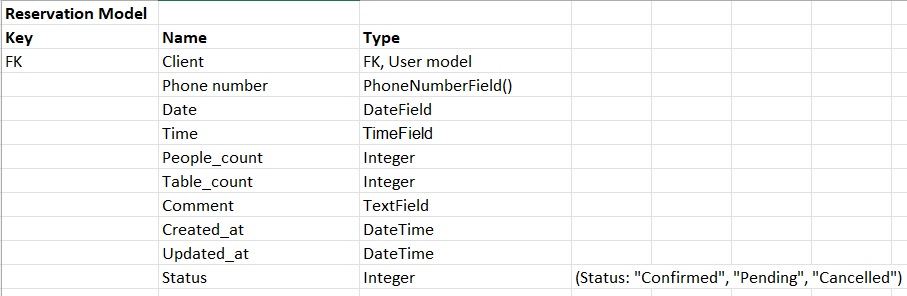 Reservation Model
Key Name Type
FK Client FK, User model
Phone number PhoneNumberField()
Date DateField
Time TimeField
People_count Integer
Table_count Integer
Comment TextField
Created_at DateTime
Updated_at DateTime
Status Integer (Status: "Confirmed", "Pending", "Cancelled")